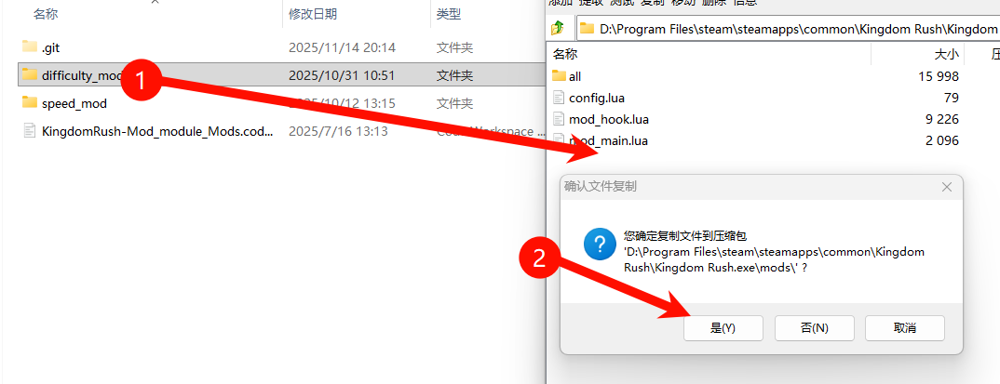 名称 修改日期 类型
.git 2025/11/14 20:14 文件夹
difficulty_mod 2025/10/31 10:51 文件夹
speed_mod 2025/10/12 13:15 文件夹
KingdomRush-Mod_module_Mods.cod... 2025/7/16 13:13 Workspace ...
1
添加 提取 测试 复制 移动 删除 信息
D:\Program Files\steam\steamapps\common\Kingdom Rush\Kingdom
名称 大小
all 15 998
config.lua 79
mod_hook.lua 9 226
mod_main.lua 2 096
确认文件复制
您确定复制文件到压缩包
'D:\Program Files\steam\steamapps\common\Kingdom
Rush\Kingdom Rush.exe\mods\' ?
2
是(Y) 否(N) 取消